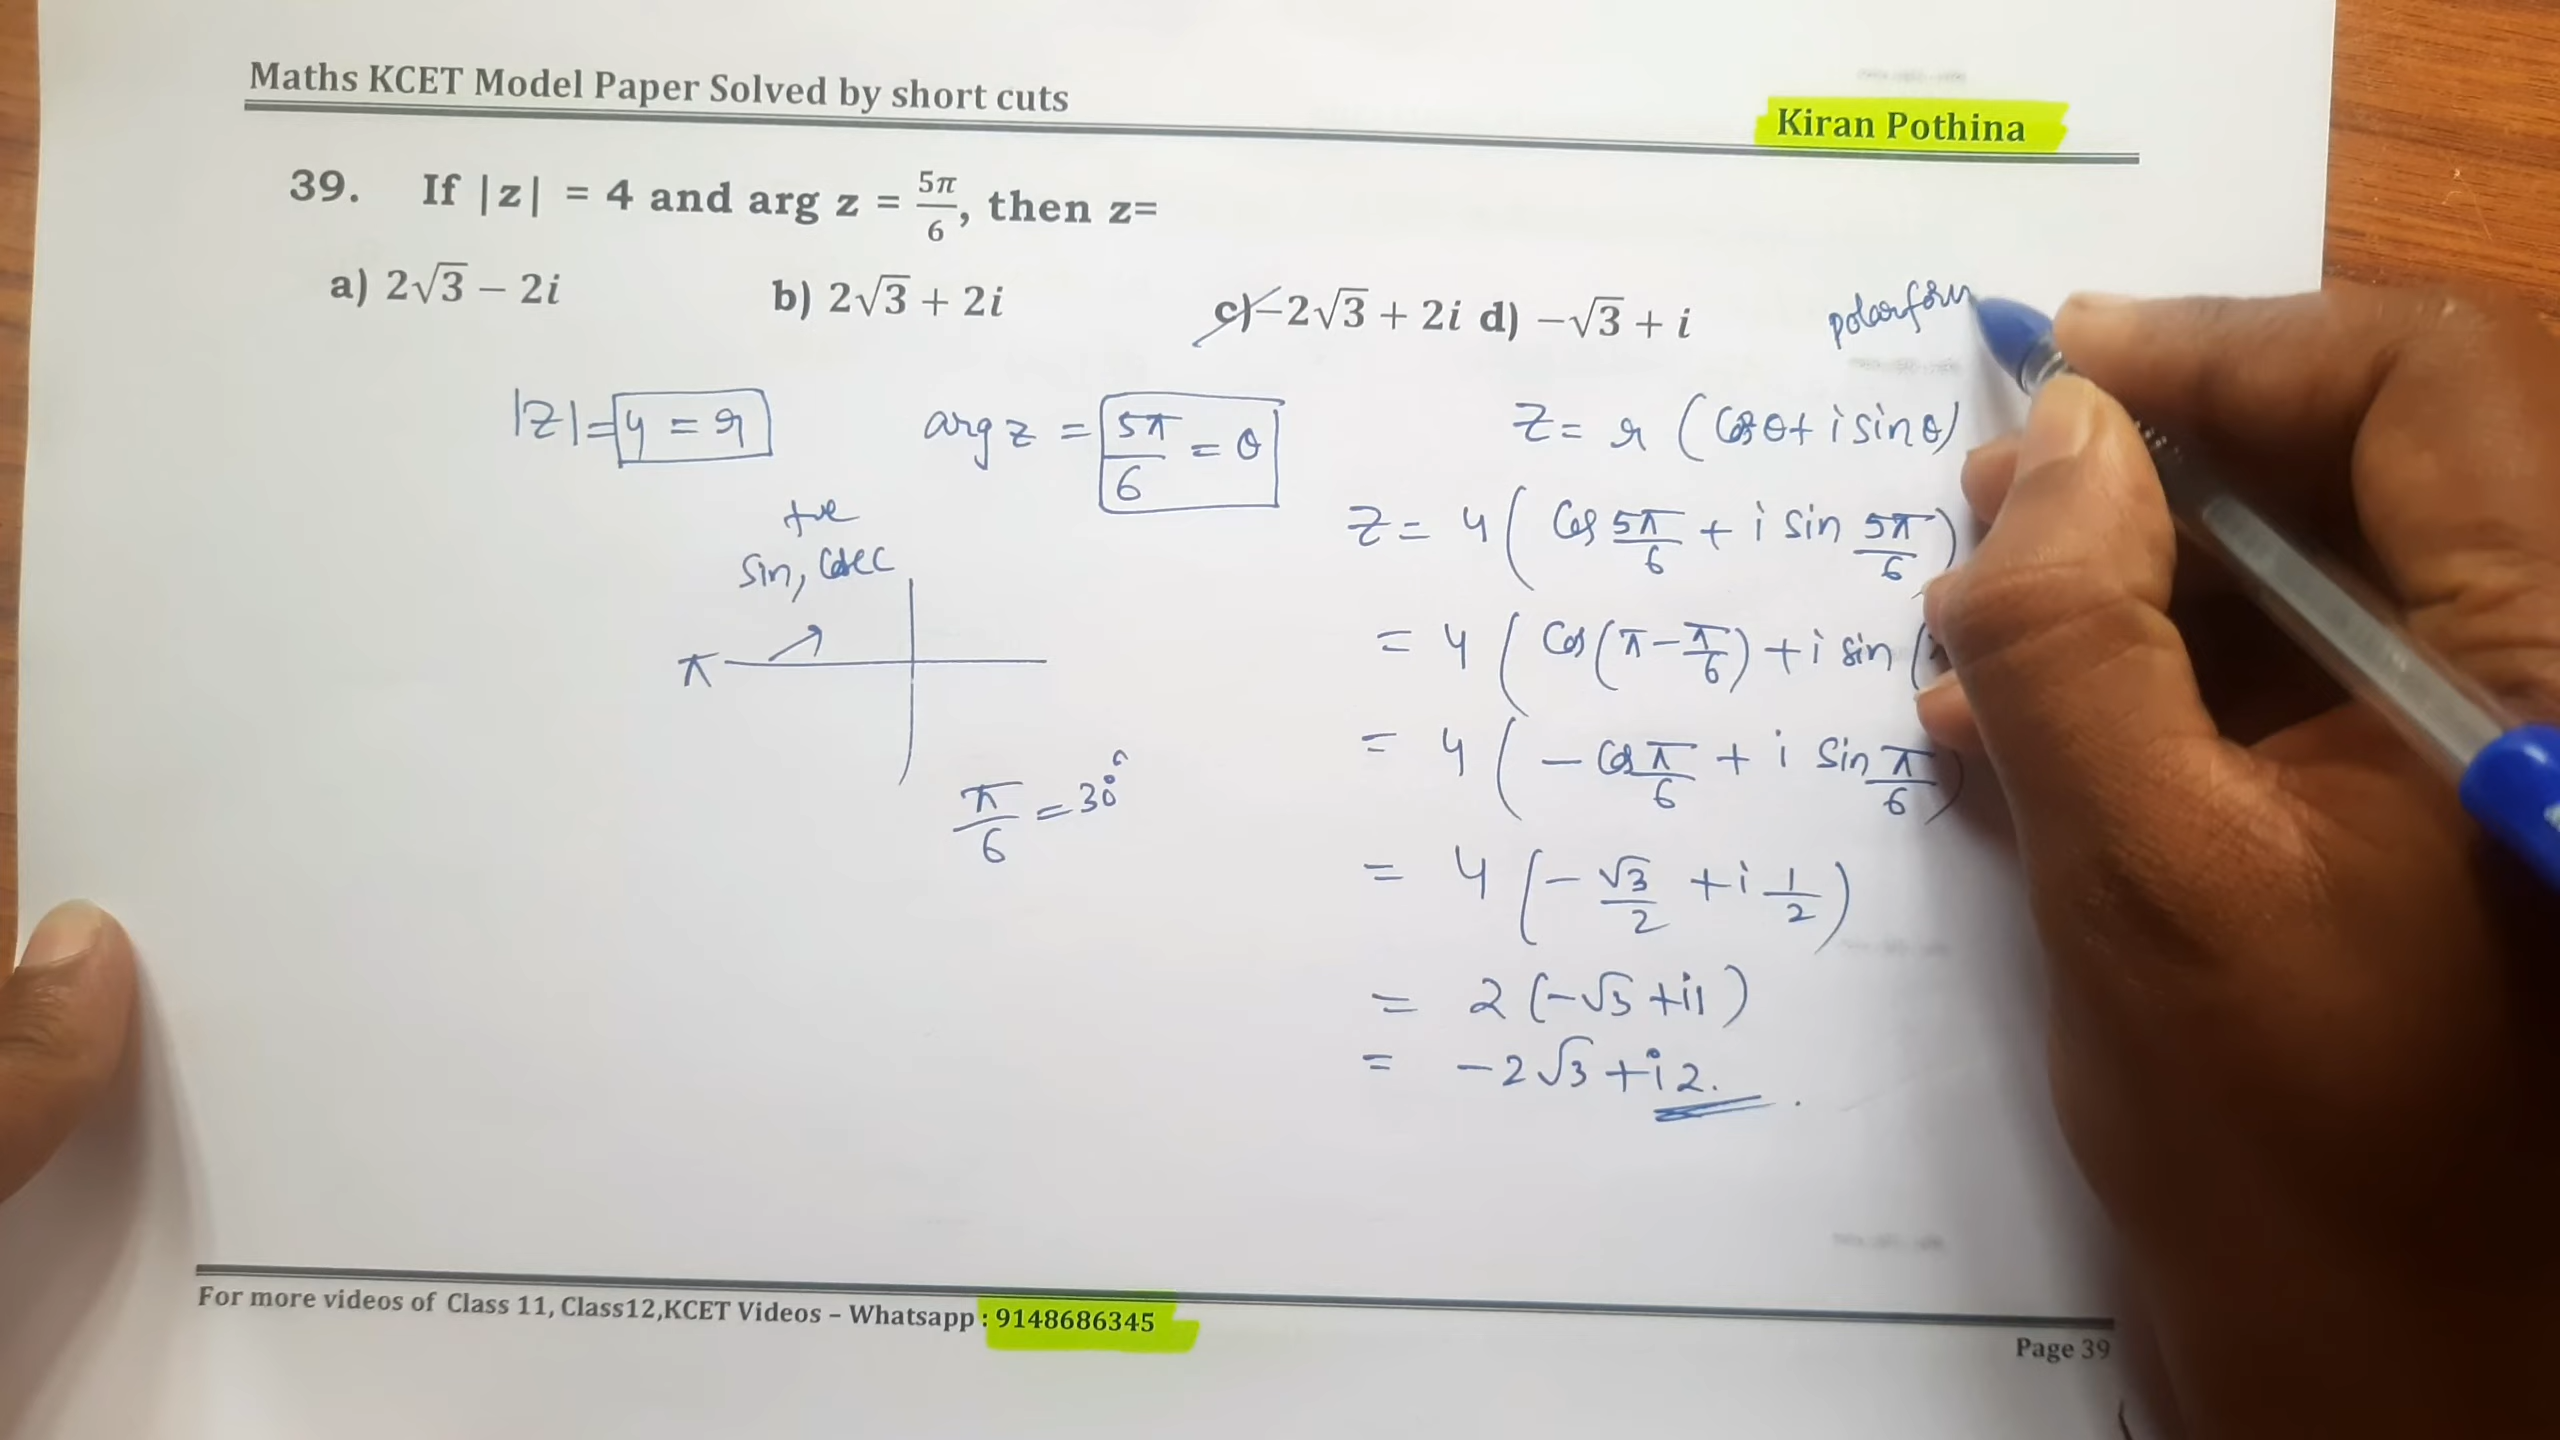 Maths KCET Model Paper Solved by short cuts
Kiran Pothina
39. If |z| = 4 and arg z = 5π/6, then z=
a) 2√3 − 2i b) 2√3 + 2i c) −2√3 + 2i d) −√3 + i
polarform
|z| = 4 = r arg z = 5π/6 = θ z = r (cosθ + i sinθ)
+ve
sin, cosec
z = 4 ( cos 5π/6 + i sin 5π/6 )
π
= 4 ( cos (π − π/6) + i sin (
= 4 ( − cos π/6 + i sin π/6 )
π/6 = 30°
= 4 ( − √3/2 + i 1/2 )
= 2 (−√3 + i1 )
= −2√3 + i 2.
For more videos of Class 11, Class12,KCET Videos – Whatsapp : 9148686345
Page 39